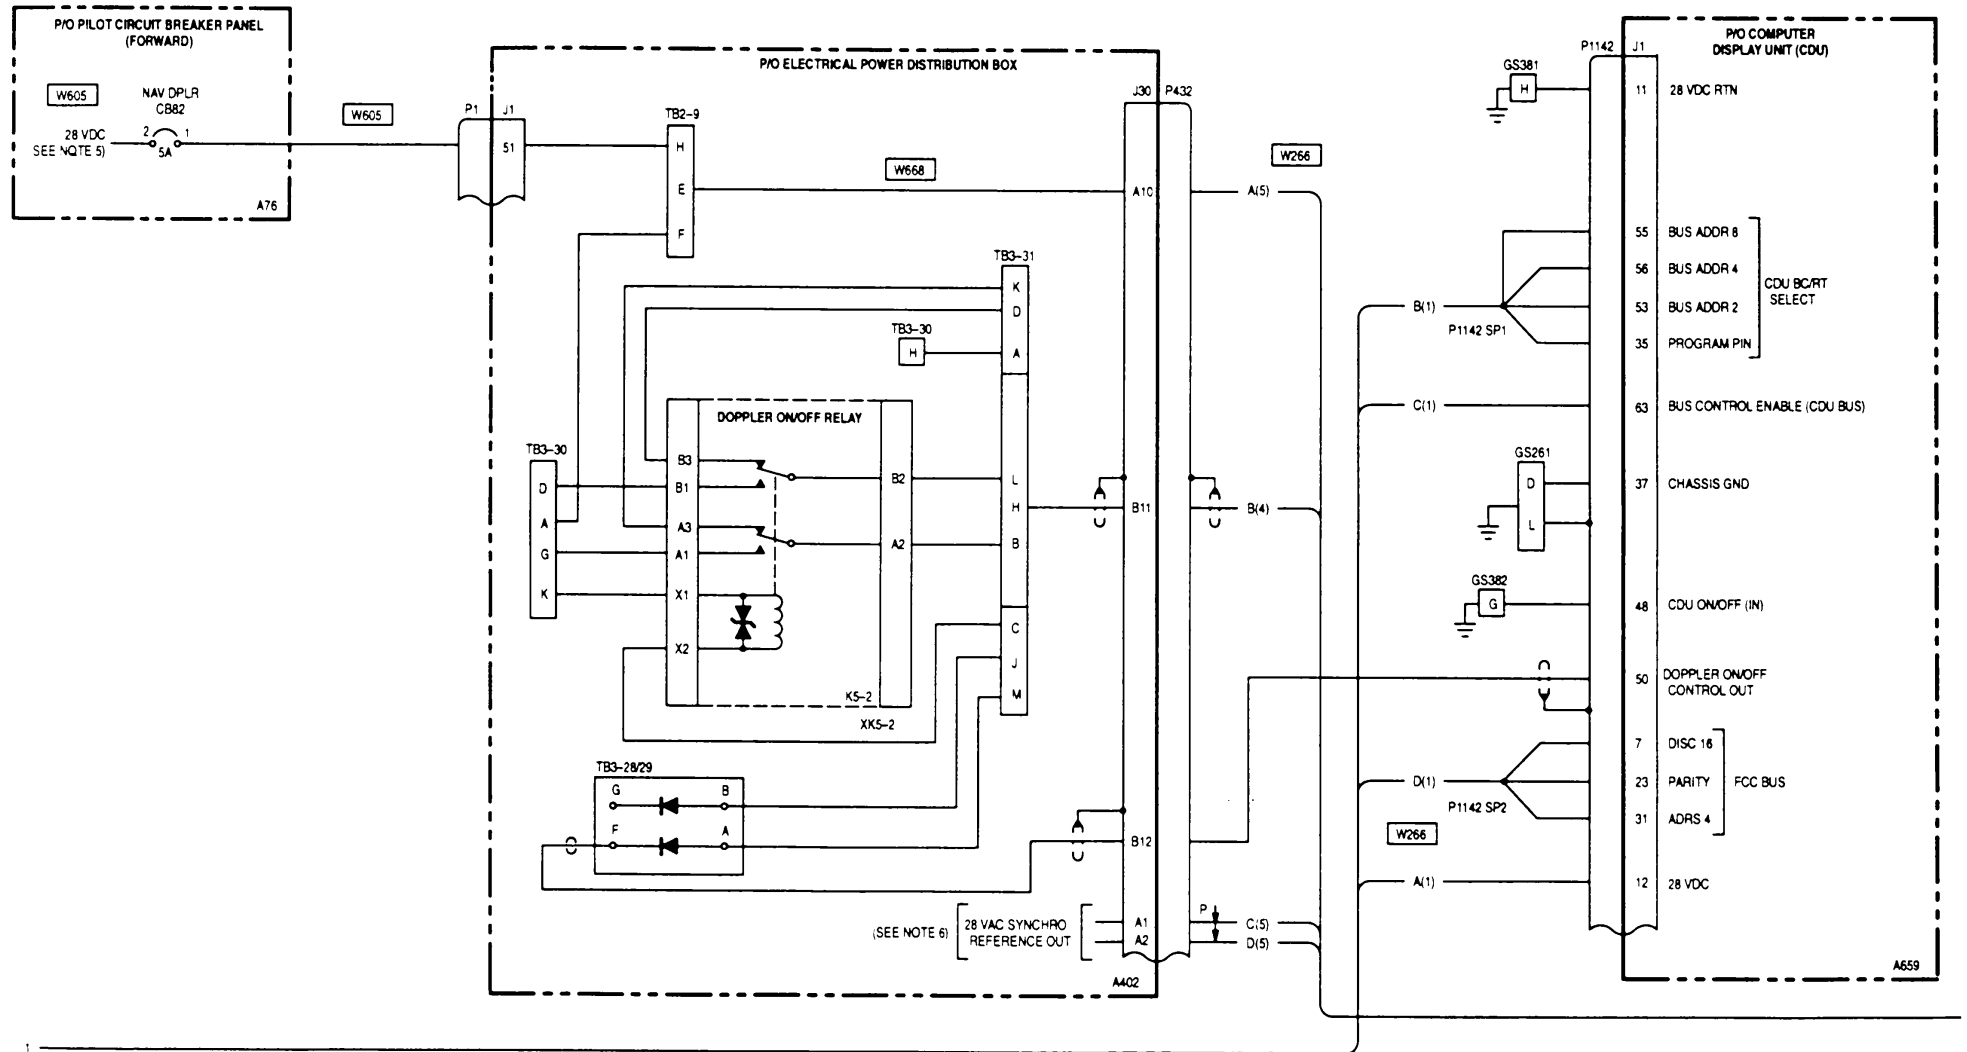 P/O PILOT CIRCUIT BREAKER PANEL
(FORWARD)
W605
NAV DPLR
CB82
28 VDC
SEE NOTE 5)
2
1
5A
A76
W605
P1
J1
51
P/O ELECTRICAL POWER DISTRIBUTION BOX
TB2-9
H
E
F
W668
J30
P432
A10
W266
A(5)
TB3-31
K
D
A
TB3-30
H
DOPPLER ON/OFF RELAY
TB3-30
D
A
G
K
B3
B1
A3
A1
X1
X2
B2
A2
L
H
B
C
J
M
K5-2
XK5-2
B11
B(4)
TB3-28/29
G
B
F
A
B12
(SEE NOTE 6)
28 VAC SYNCHRO
REFERENCE OUT
A1
A2
P
C(5)
D(5)
A402
P/O COMPUTER
DISPLAY UNIT (CDU)
P1142
J1
GS381
H
11
28 VDC RTN
55
BUS ADDR 8
56
BUS ADDR 4
53
BUS ADDR 2
35
PROGRAM PIN
CDU BC/RT
SELECT
B(1)
P1142 SP1
C(1)
63
BUS CONTROL ENABLE (CDU BUS)
GS261
D
L
37
CHASSIS GND
GS382
G
48
CDU ON/OFF (IN)
50
DOPPLER ON/OFF
CONTROL OUT
7
DISC 16
23
PARITY
31
ADRS 4
FCC BUS
D(1)
P1142 SP2
W266
A(1)
12
28 VDC
A659
1